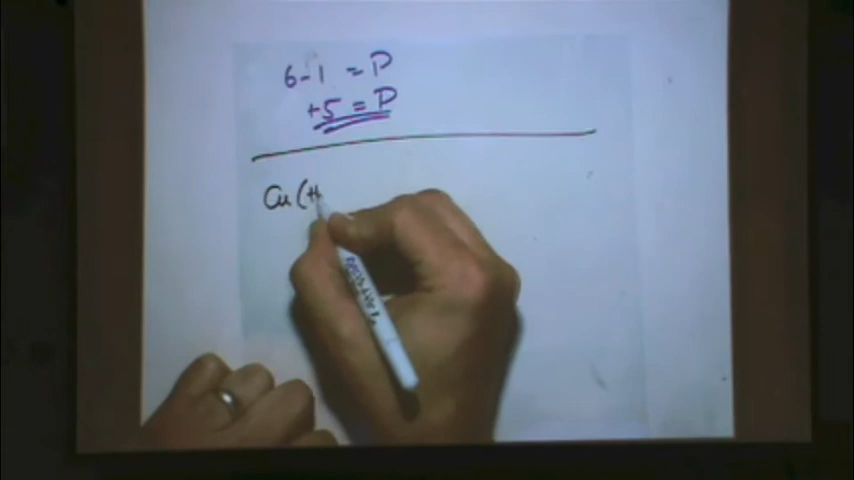 6-1 = P
+5 = P
Cu(H